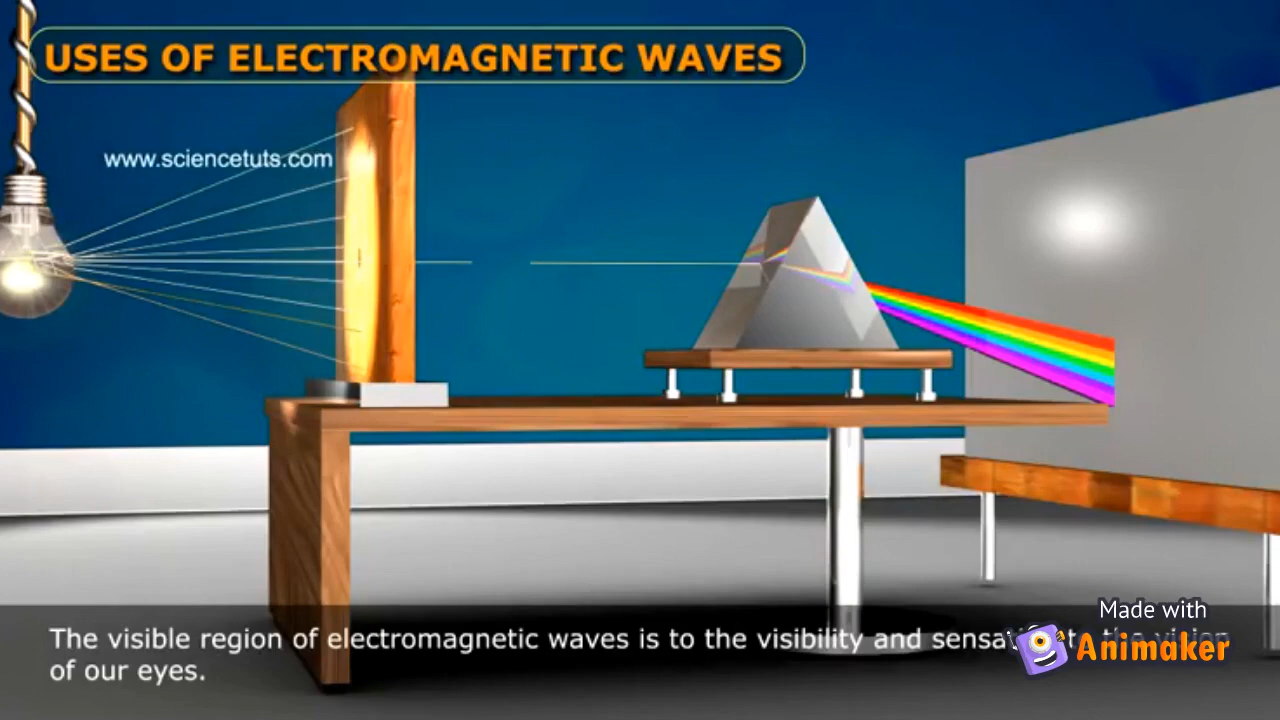 USES OF ELECTROMAGNETIC WAVES
www.sciencetuts.com
The visible region of electromagnetic waves is to the visibility and
of our eyes.
Made with
Animaker